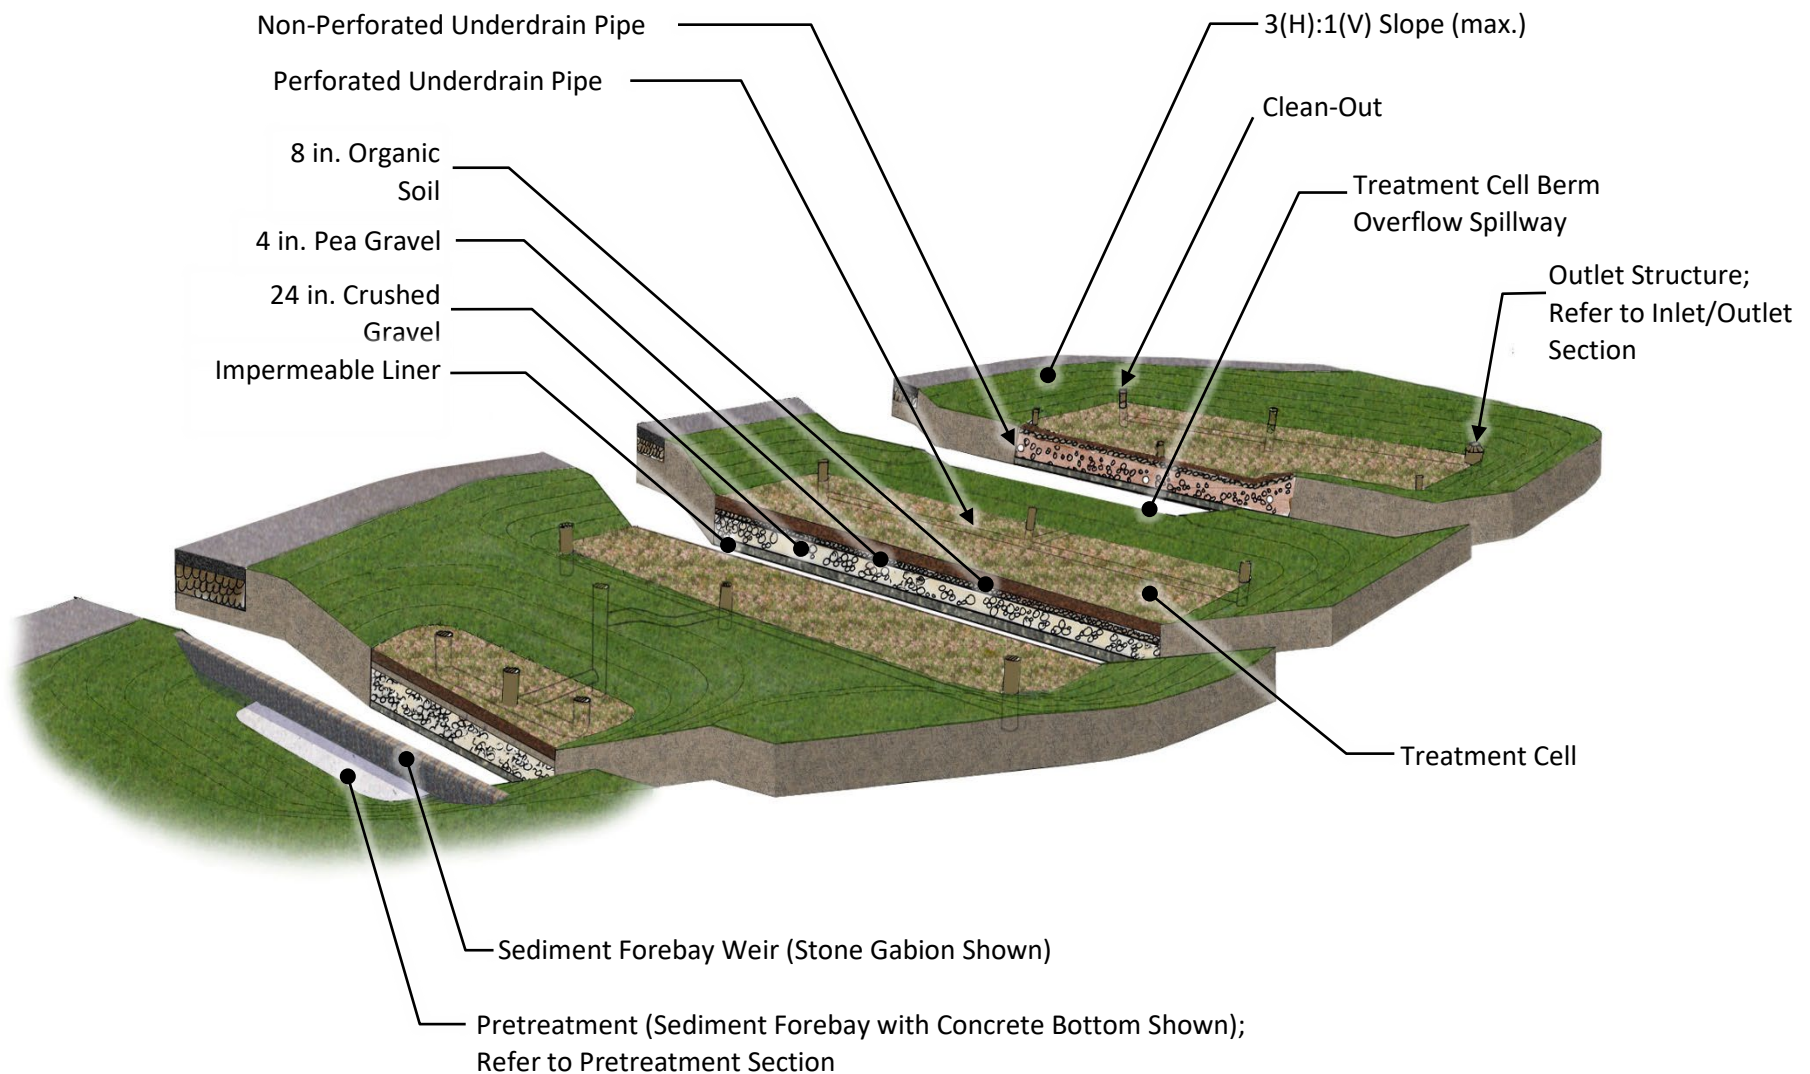 Non-Perforated Underdrain Pipe
3(H):1(V) Slope (max.)
Perforated Underdrain Pipe
Clean-Out
8 in. Organic
Soil
Treatment Cell Berm
Overflow Spillway
4 in. Pea Gravel
Outlet Structure;
Refer to Inlet/Outlet
Section
24 in. Crushed
Gravel
Impermeable Liner
Treatment Cell
Sediment Forebay Weir (Stone Gabion Shown)
Pretreatment (Sediment Forebay with Concrete Bottom Shown);
Refer to Pretreatment Section